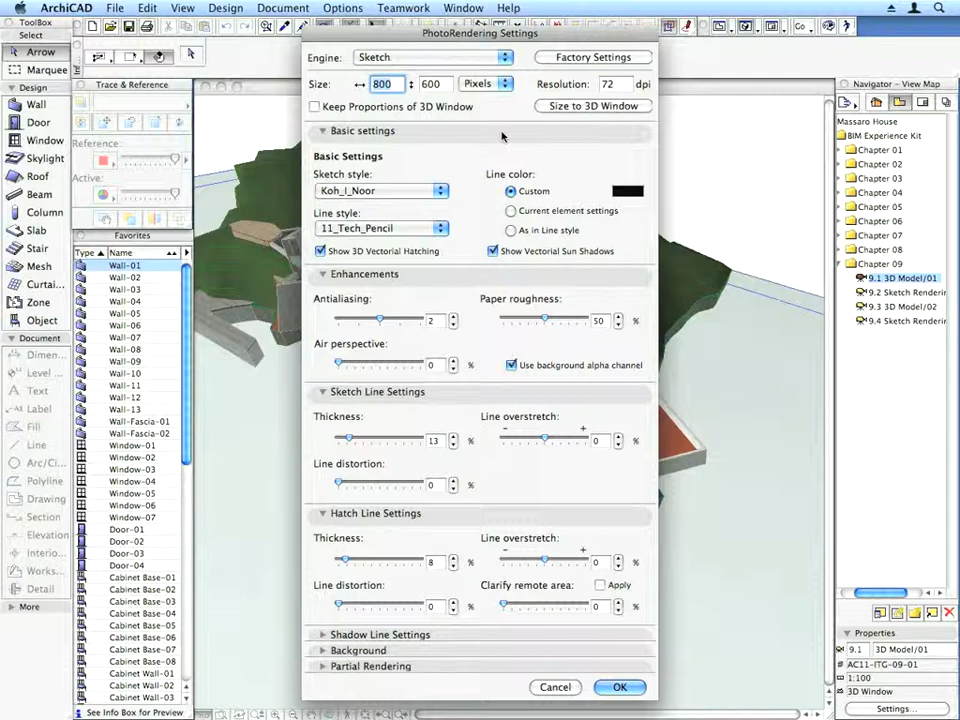 ArchiCAD File Edit View Design Document Options Teamwork Window Help
ToolBox
Select
Arrow
Marquee
Design
Wall
Door
Window
Skylight
Roof
Beam
Column
Slab
Stair
Mesh
Curtai...
Zone
Object
Document
Dimen...
Level ...
Text
Label
Fill
Line
Arc/Ci...
Polyline
Drawing
Section
Elevation
Interio...
Works...
Detail
More
Trace & Reference
Reference:
Active:
Favorites
Type Name
Wall-01
Wall-02
Wall-03
Wall-04
Wall-05
Wall-06
Wall-07
Wall-08
Wall-09
Wall-10
Wall-11
Wall-12
Wall-13
Wall-Fascia-01
Wall-Fascia-02
Window-01
Window-02
Window-03
Window-04
Window-05
Window-06
Window-07
Door-01
Door-02
Door-03
Door-04
Cabinet Base-01
Cabinet Base-02
Cabinet Base-03
Cabinet Base-04
Cabinet Base-05
Cabinet Base-06
Cabinet Base-07
Cabinet Base-08
Cabinet Wall-01
Cabinet Wall-02
Cabinet Wall-03
See Info Box for Preview
PhotoRendering Settings
Engine: Sketch Factory Settings
Size: 800 600 Pixels Resolution: 72 dpi
Keep Proportions of 3D Window Size to 3D Window
Basic settings
Basic Settings
Sketch style: Line color:
Koh_I_Noor Custom
Line style: Current element settings
11_Tech_Pencil As in Line style
Show 3D Vectorial Hatching Show Vectorial Sun Shadows
Enhancements
Antialiasing: Paper roughness:
2 50 %
Air perspective:
0 % Use background alpha channel
Sketch Line Settings
Thickness: Line overstretch:
- +
13 % 0 %
Line distortion:
0 %
Hatch Line Settings
Thickness: Line overstretch:
- +
8 % 0 %
Line distortion: Clarify remote area: Apply
0 % 0 %
Shadow Line Settings
Background
Partial Rendering
Cancel OK
Navigator - View Map
Massaro House
BIM Experience Kit
Chapter 01
Chapter 02
Chapter 03
Chapter 04
Chapter 05
Chapter 06
Chapter 07
Chapter 08
Chapter 09
9.1 3D Model/01
9.2 Sketch Renderin
9.3 3D Model/02
9.4 Sketch Renderin
Properties
9.1 3D Model/01
AC11-ITG-09-01
1:100
3D Window
Settings...